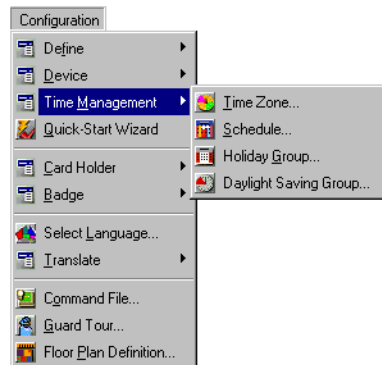 Configuration
Define
Device
Time Management
Time Zone...
Schedule...
Holiday Group...
Daylight Saving Group...
Quick-Start Wizard
Card Holder
Badge
Select Language...
Translate
Command File...
Guard Tour...
Floor Plan Definition...